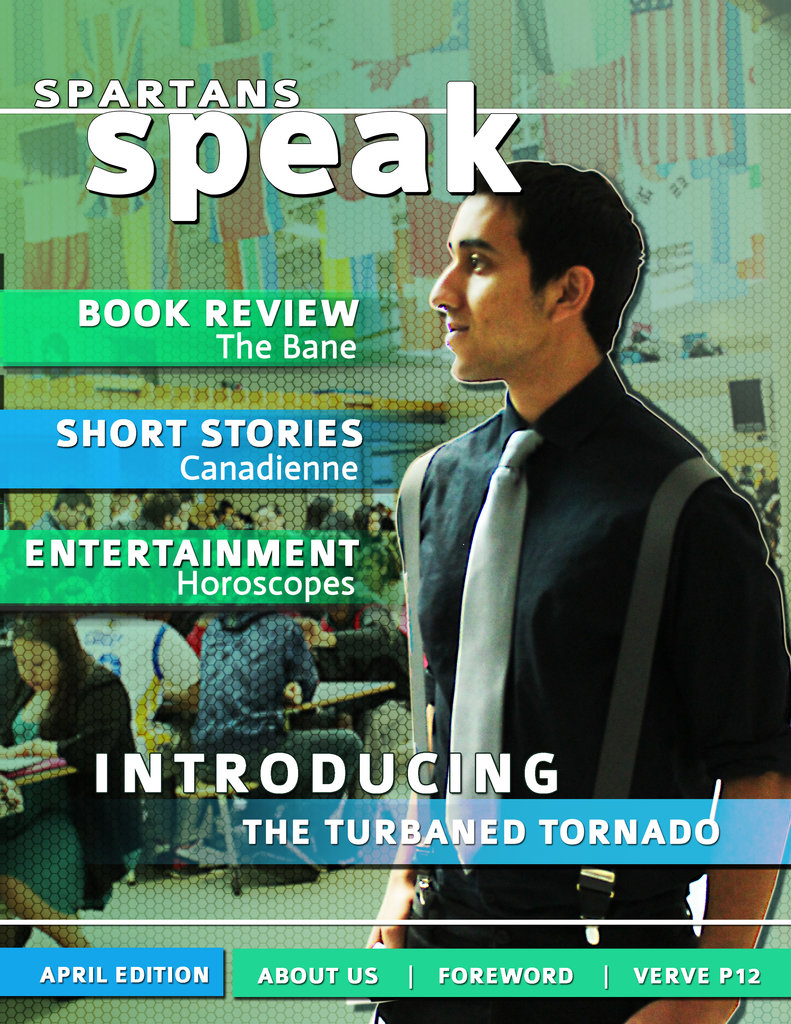 SPARTANS
speak
BOOK REVIEW
The Bane
SHORT STORIES
Canadienne
ENTERTAINMENT
Horoscopes
INTRODUCING
THE TURBANED TORNADO
APRIL EDITION
ABOUT US | FOREWORD | VERVE P12